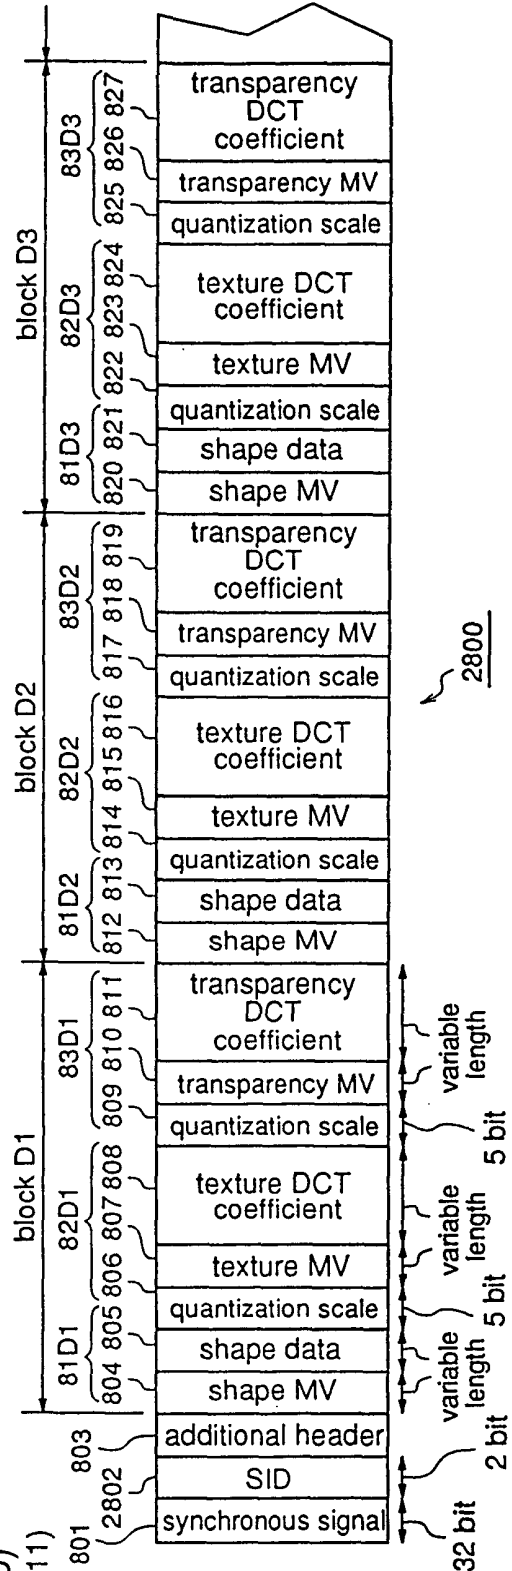 block D3
83D3
825 826 827
82D3
822 823 824
81D3
820 821
transparency
DCT
coefficient
transparency MV
quantization scale
texture DCT
coefficient
texture MV
quantization scale
shape data
shape MV
block D2
83D2
817 818 819
82D2
814 815 816
81D2
812 813
transparency
DCT
coefficient
transparency MV
quantization scale
texture DCT
coefficient
texture MV
quantization scale
shape data
shape MV
2800
block D1
83D1
809 810 811
82D1
806 807 808
81D1
804 805
transparency
DCT
coefficient
transparency MV
quantization scale
texture DCT
coefficient
texture MV
quantization scale
shape data
shape MV
variable
length
5 bit
variable
length
5 bit
variable
length
803
additional header
2802
SID
2 bit
801
synchronous signal
32 bit
11)